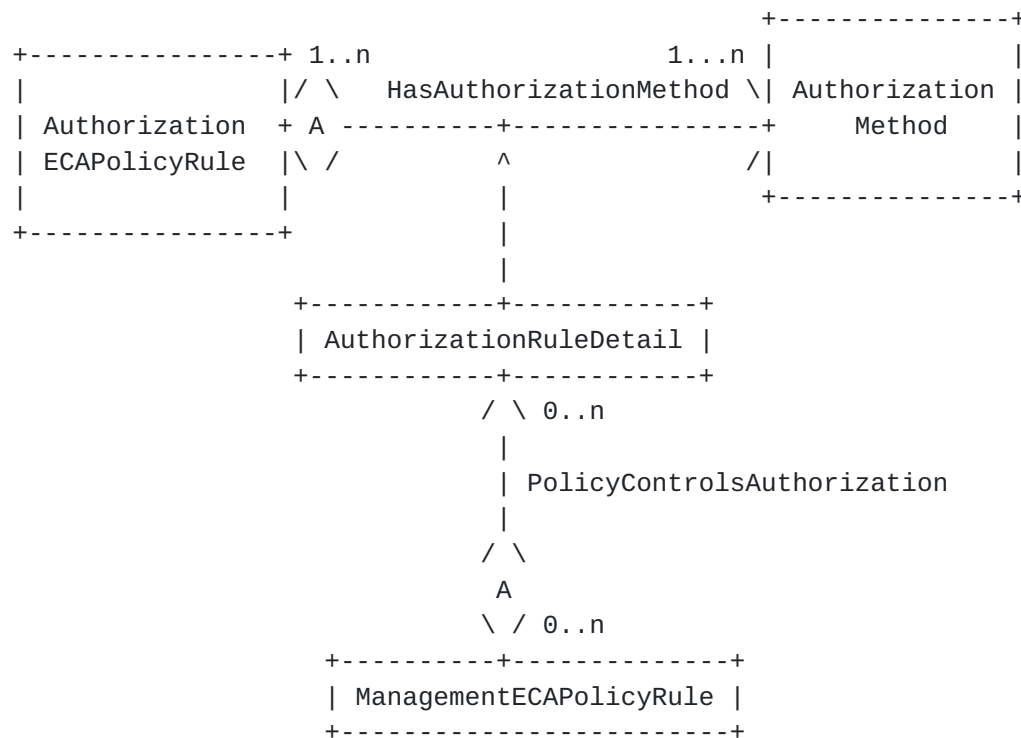 +---------------+
+----------------+ 1..n                   1...n |               |
|                |/ \   HasAuthorizationMethod \| Authorization |
| Authorization  + A ----------+----------------+     Method    |
| ECAPolicyRule  |\ /          ^               /|               |
|                |             |                +---------------+
+----------------+             |
                               |
                  +------------+------------+
                  | AuthorizationRuleDetail |
                  +------------+------------+
                              / \ 0..n
                               |
                               | PolicyControlsAuthorization
                               |
                              / \
                               A
                              \ / 0..n
                    +----------+--------------+
                    | ManagementECAPolicyRule |
                    +-------------------------+